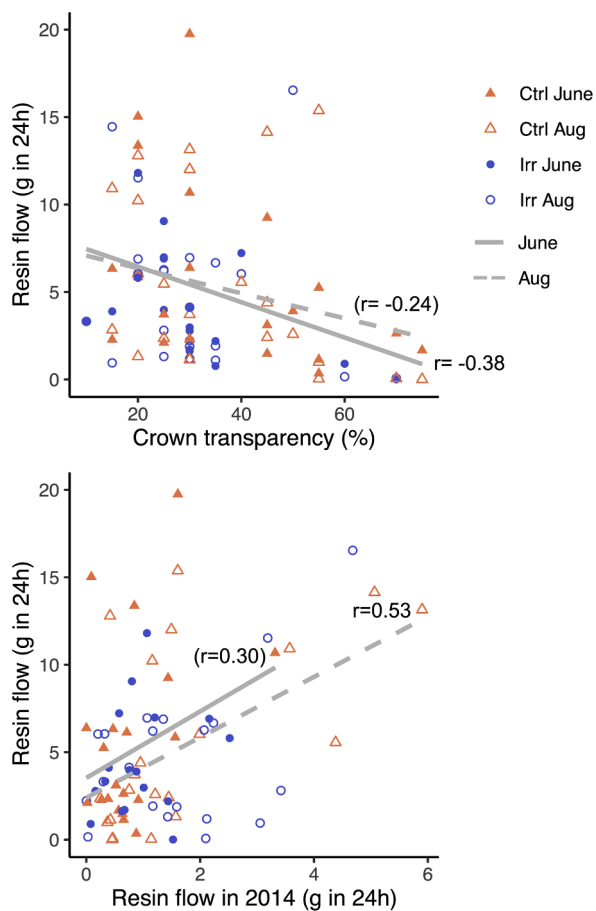 20
15
10
5
0
Resin flow (g in 24h)
20
40
60
Crown transparency (%)
(r= -0.24)
r= -0.38
Ctrl June
Ctrl Aug
Irr June
Irr Aug
June
Aug
20
15
10
5
0
Resin flow (g in 24h)
(r=0.30)
r=0.53
0
2
4
6
Resin flow in 2014 (g in 24h)